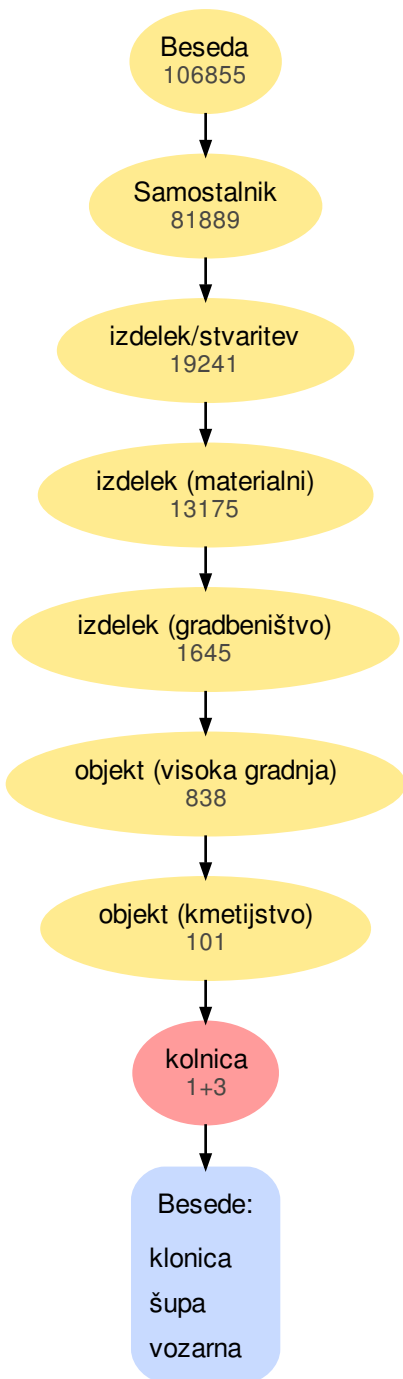 Beseda
106855
Samostalnik
81889
izdelek/stvaritev
19241
izdelek (materialni)
13175
izdelek (gradbeništvo)
1645
objekt (visoka gradnja)
838
objekt (kmetijstvo)
101
kolnica
1+3
Besede:
klonica
šupa
vozarna